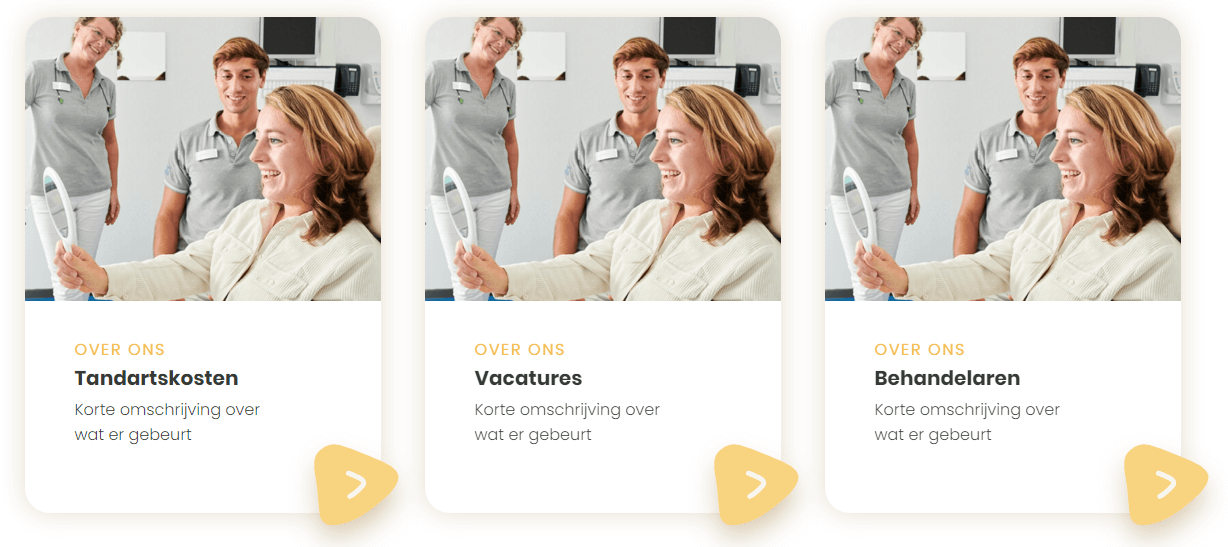 OVER ONS
Tandartskosten
Korte omschrijving over
wat er gebeurt
OVER ONS
Vacatures
Korte omschrijving over
wat er gebeurt
OVER ONS
Behandelaren
Korte omschrijving over
wat er gebeurt